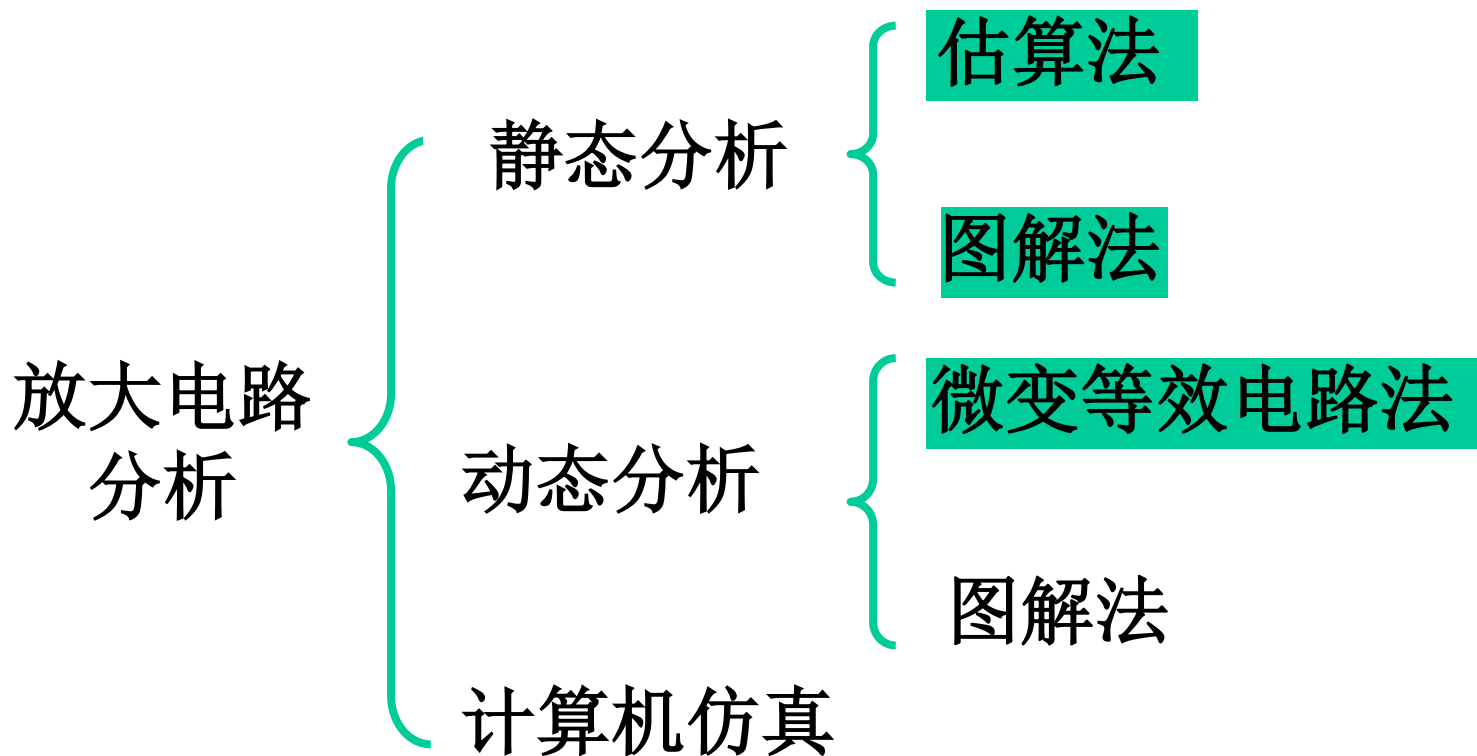 放大电路
分析
静态分析
估算法
图解法
动态分析
微变等效电路法
图解法
计算机仿真